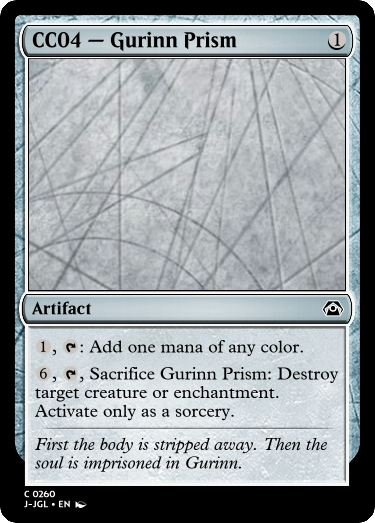 CC04 — Gurinn Prism 1
Artifact
1, T: Add one mana of any color.
6, T, Sacrifice Gurinn Prism: Destroy
target creature or enchantment.
Activate only as a sorcery.
First the body is stripped away. Then the
soul is imprisoned in Gurinn.
C 0260
J-JGL • EN